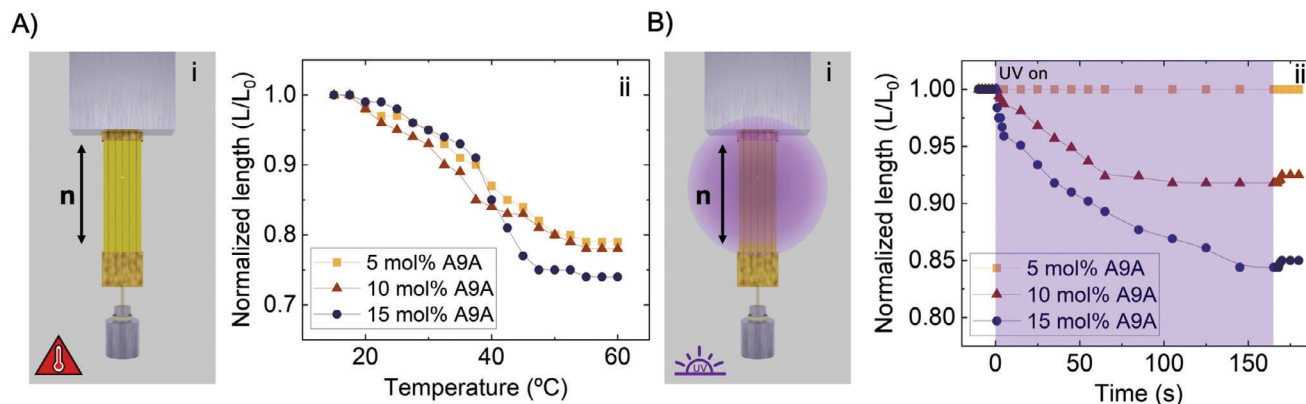 A)
i
n
Normalized length (L/L₀)
1.0
0.9
0.8
0.7
ii
5 mol% A9A
10 mol% A9A
15 mol% A9A
20
40
60
Temperature (ºC)
B)
i
n
UV
Normalized length (L/L₀)
1.00
0.95
0.90
0.85
0.80
UV on
ii
5 mol% A9A
10 mol% A9A
15 mol% A9A
0
50
100
150
Time (s)